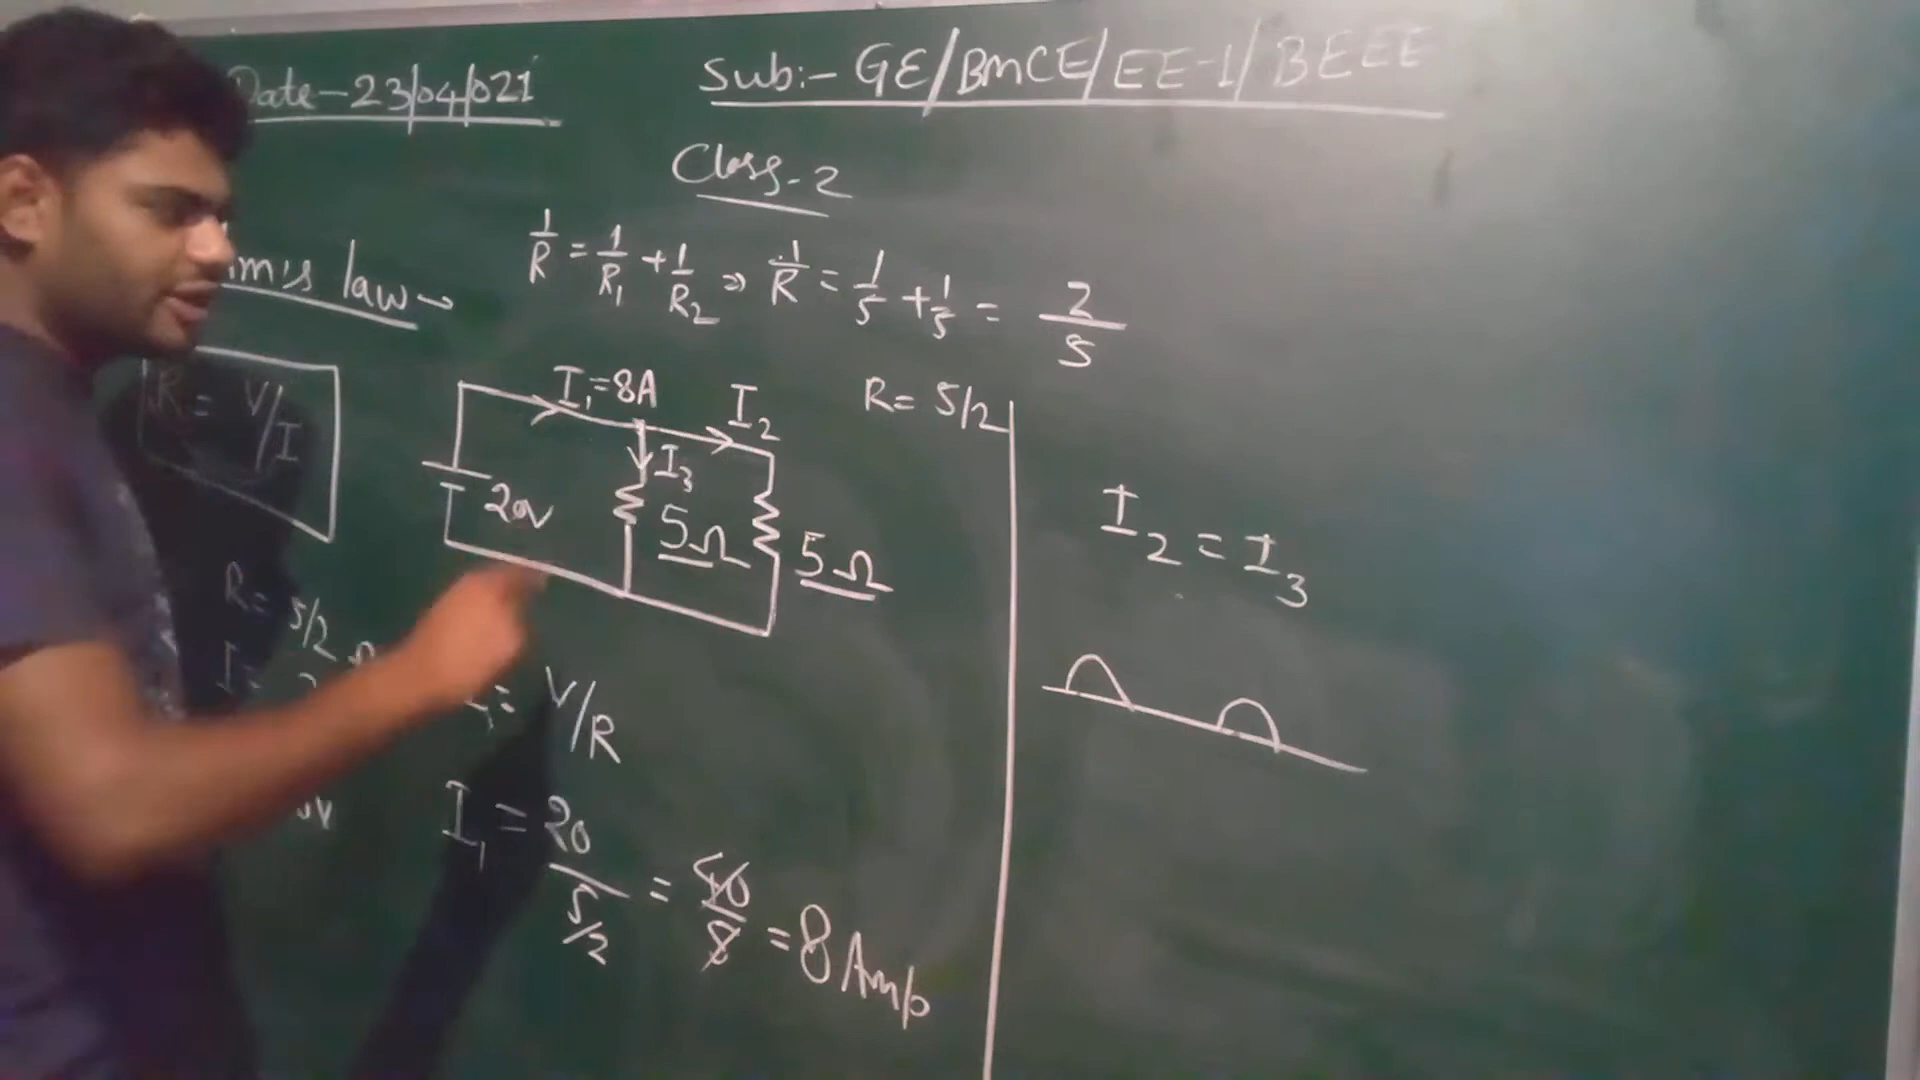 Date-23/04/021
Sub:- GE/BMCE/EE-1/BEEE
Class-2
m's law
1/R = 1/R₁ + 1/R₂ ⇒ 1/R = 1/5 + 1/5 = 2/5
R = V/I
I₁=8A
I₂
R= 5/2
I₃
20V
5Ω
5Ω
I₂ = I₃
R= 5/2 Ω
I=
= V/R
I₁ = 20/5/2 = 40/5 = 8 Amp